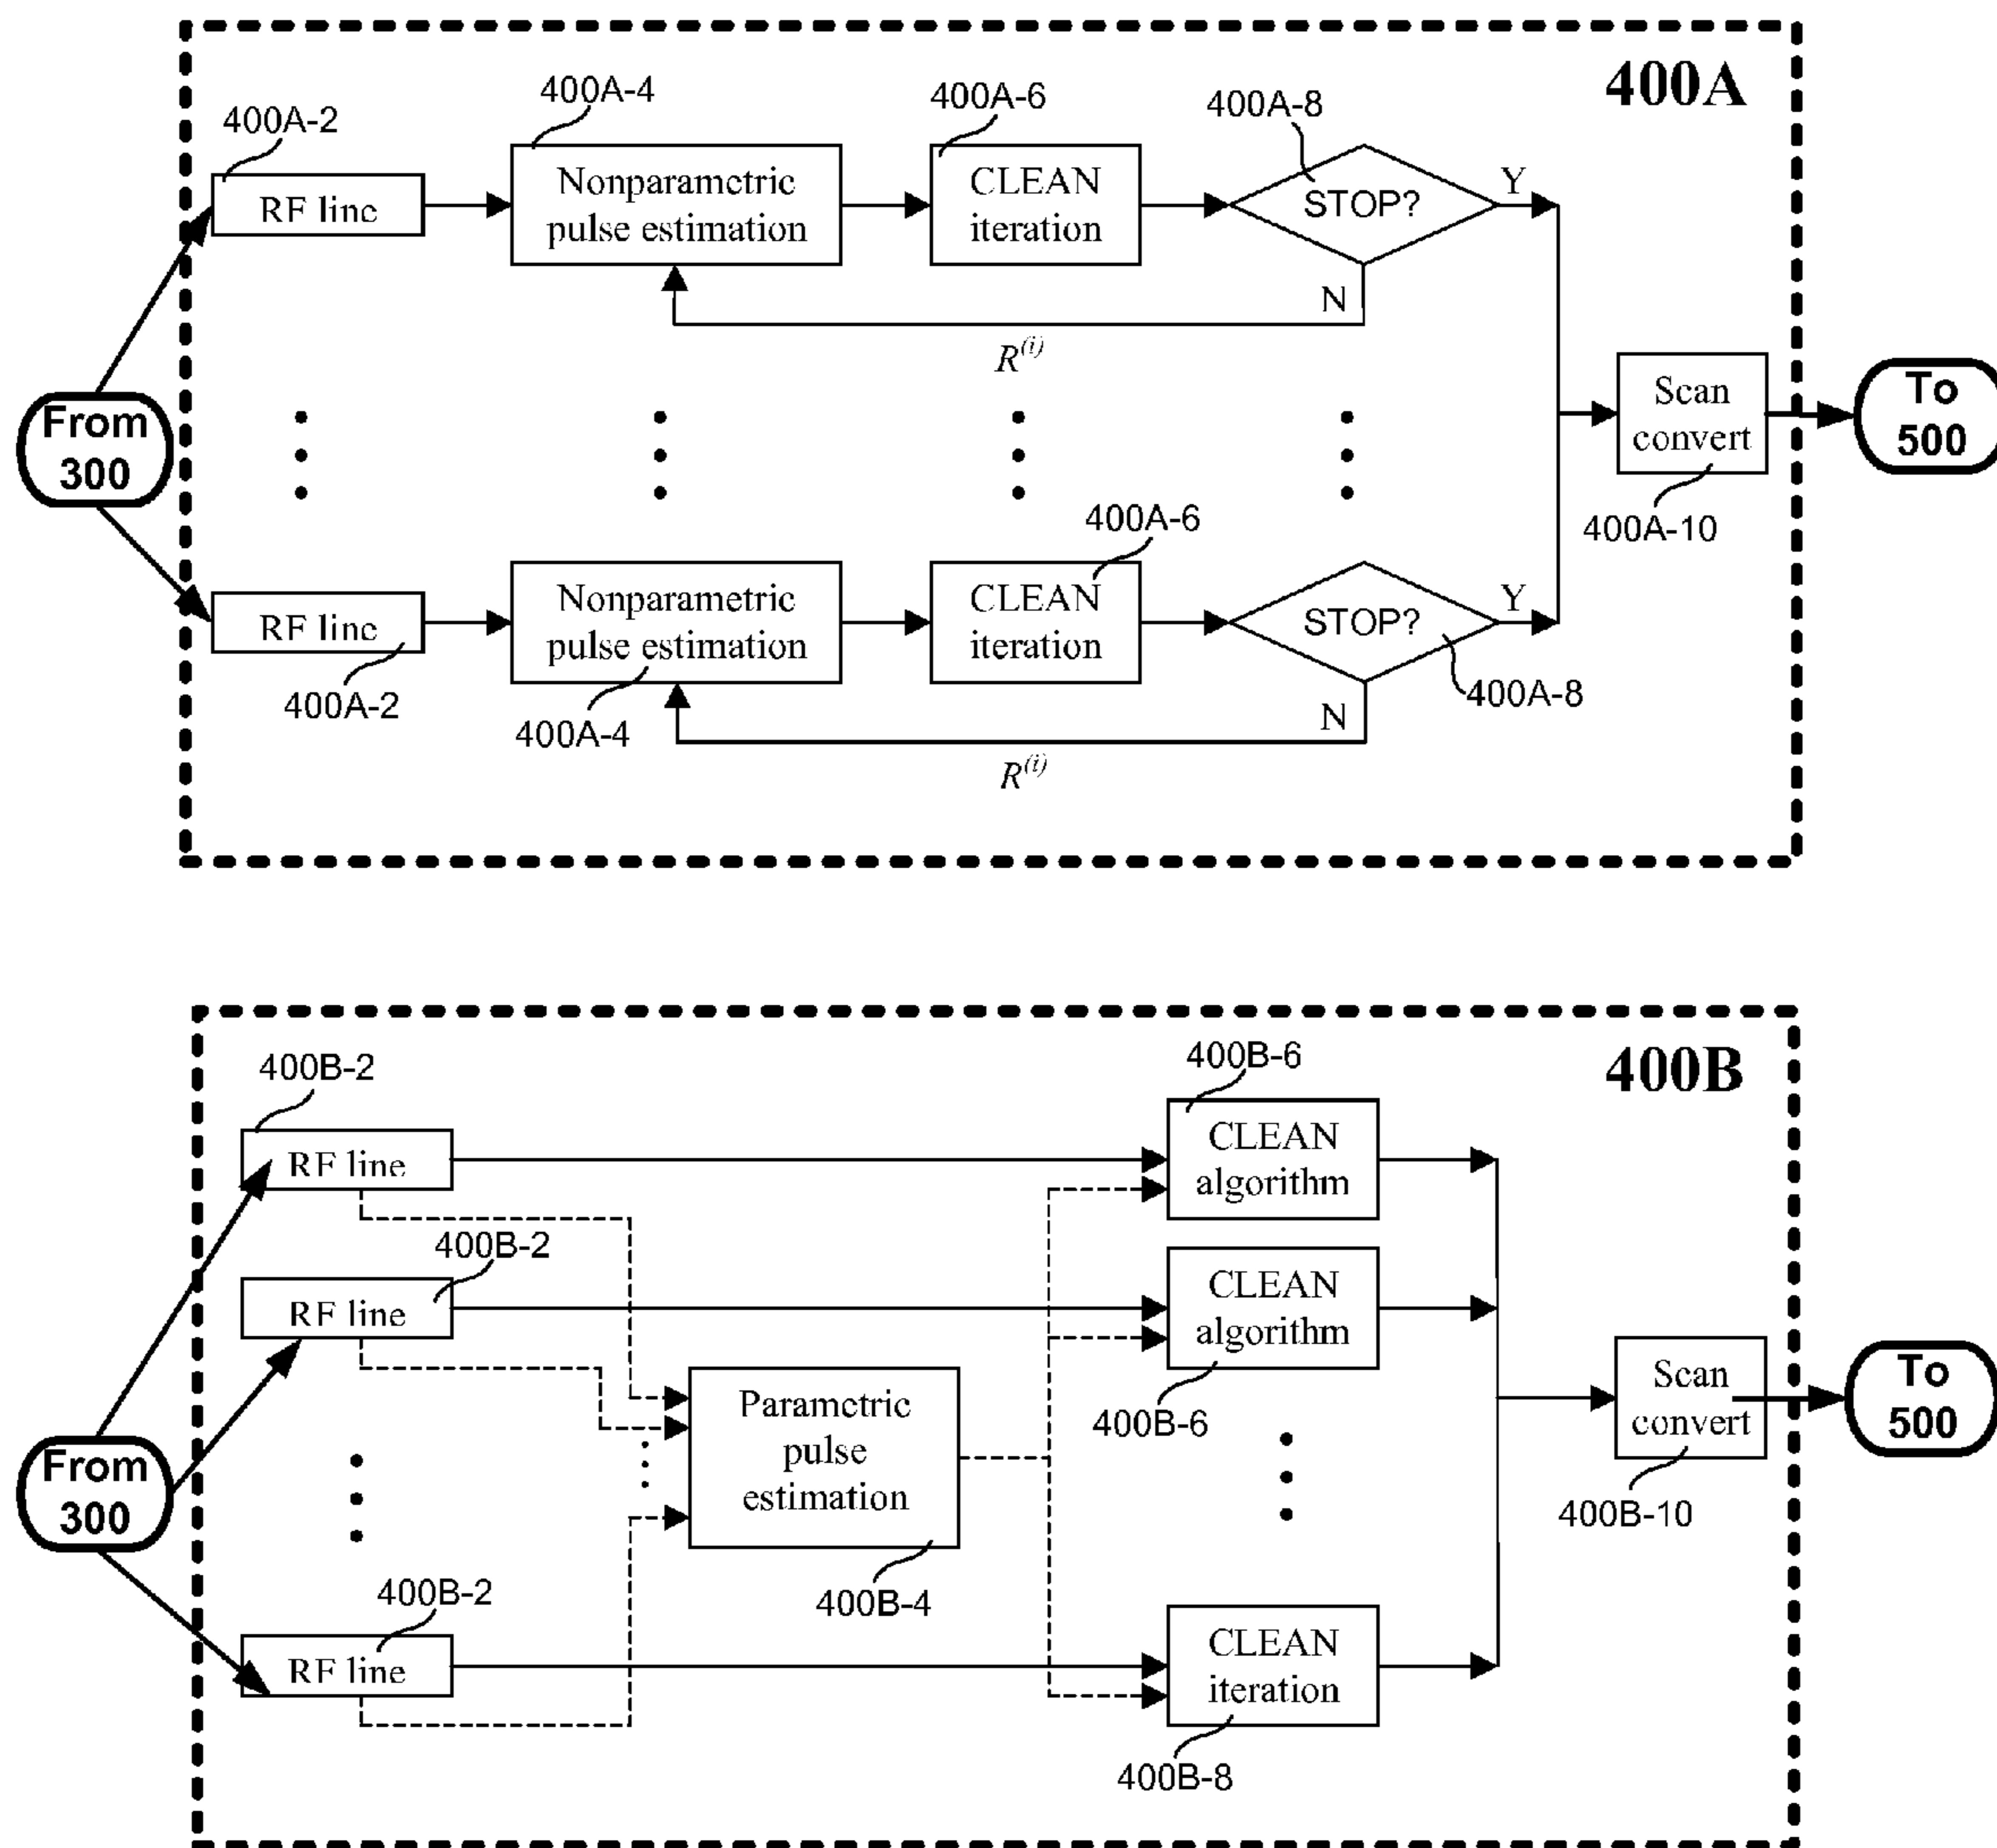 400A
400A-2
400A-4
400A-6
400A-8
RF line
Nonparametric
pulse estimation
CLEAN
iteration
STOP?
Y
N
R(i)
From
300
Scan
convert
To
500
400A-10
400A-6
RF line
Nonparametric
pulse estimation
CLEAN
iteration
STOP?
Y
N
400A-2
400A-4
400A-8
R(i)
400B
400B-2
400B-6
RF line
CLEAN
algorithm
400B-2
RF line
CLEAN
algorithm
400B-6
Parametric
pulse
estimation
400B-4
From
300
Scan
convert
To
500
400B-10
400B-2
RF line
CLEAN
iteration
400B-8